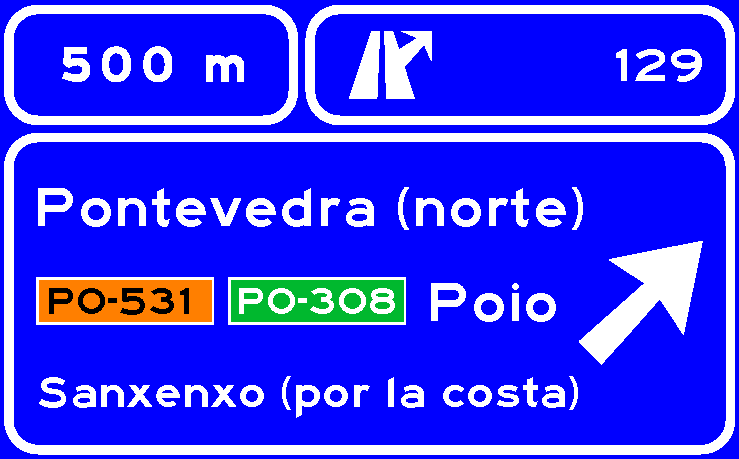 500 m
129
Pontevedra (norte)
PO-531 PO-308 Poio
Sanxenxo (por la costa)